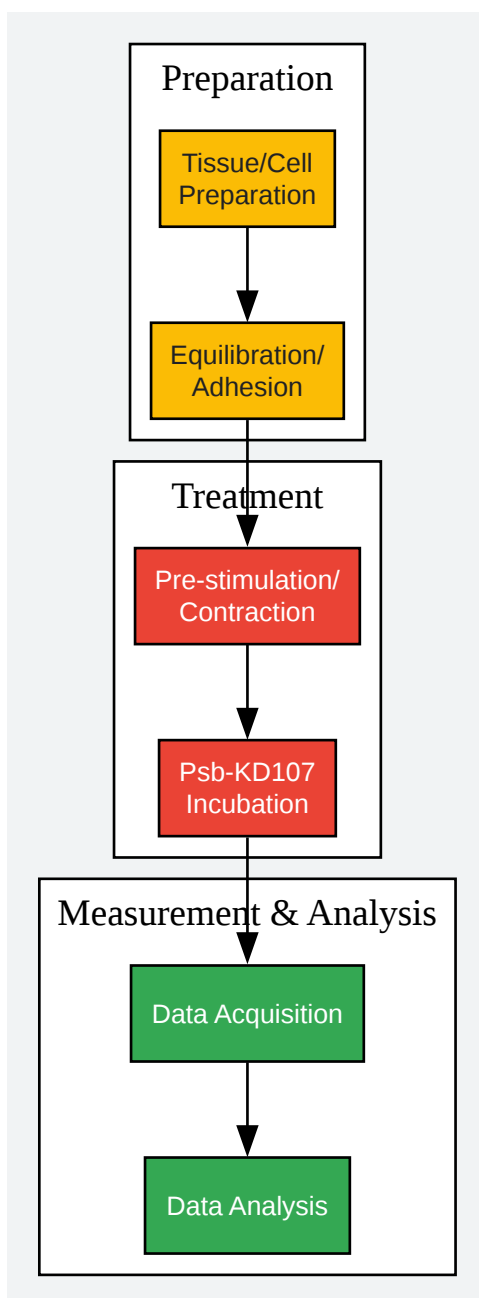 Preparation
Tissue/Cell
Preparation
Equilibration/
Adhesion
Treatment
Pre-stimulation/
Contraction
Psb-KD107
Incubation
Measurement & Analysis
Data Acquisition
Data Analysis